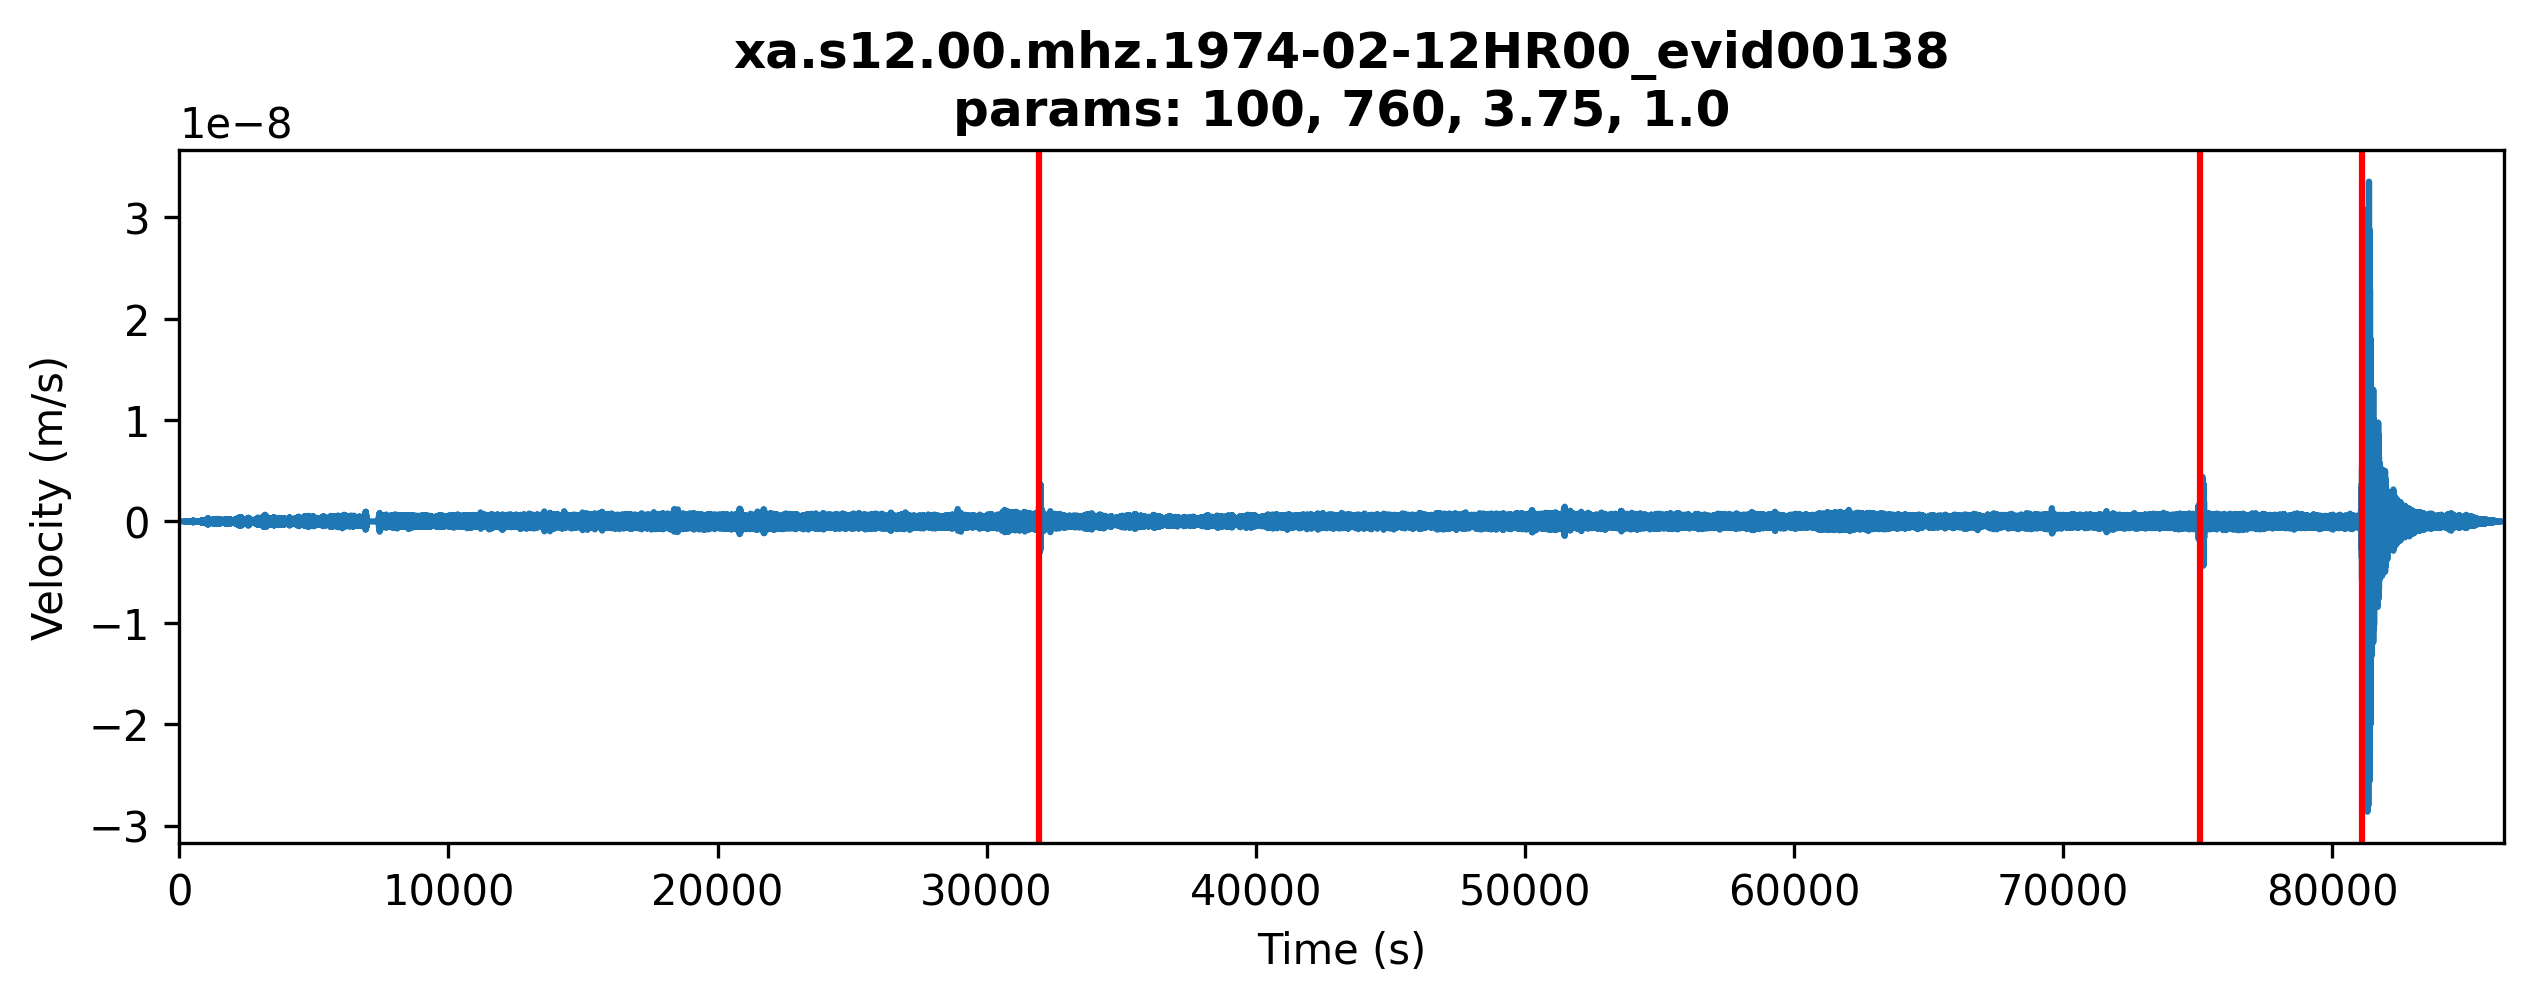 xa.s12.00.mhz.1974-02-12HR00_evid00138
params: 100, 760, 3.75, 1.0
1e−8
3
2
1
0
−1
−2
−3
Velocity (m/s)
0 10000 20000 30000 40000 50000 60000 70000 80000
Time (s)